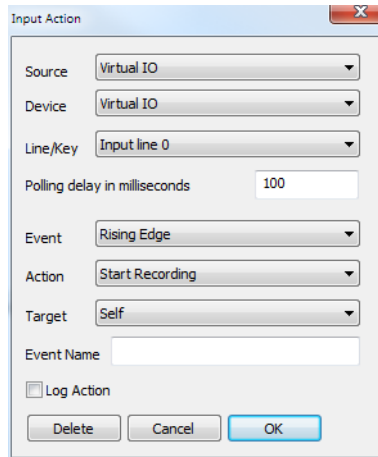 Input Action
Source Virtual IO
Device Virtual IO
Line/Key Input line 0
Polling delay in milliseconds 100
Event Rising Edge
Action Start Recording
Target Self
Event Name
Log Action
Delete Cancel OK